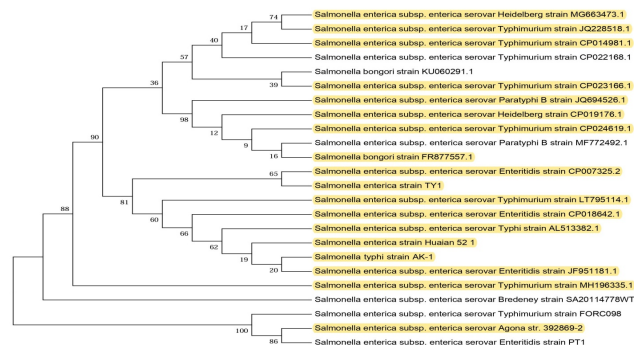 Salmonella enterica subsp. enterica serovar Heidelberg strain MG663473.1
74
Salmonella enterica subsp. enterica serovar Typhimurium strain JQ228518.1
17
Salmonella enterica subsp. enterica serovar Typhimurium strain CP014981.1
40
Salmonella enterica subsp. enterica serovar Typhimurium strain CP022168.1
57
Salmonella bongori strain KU060291.1
39
Salmonella enterica subsp. enterica serovar Typhimurium strain CP023166.1
36
Salmonella enterica subsp. enterica serovar Paratyphi B strain JQ694526.1
98
Salmonella enterica subsp. enterica serovar Heidelberg strain CP019176.1
12
Salmonella enterica subsp. enterica serovar Typhimurium strain CP024619.1
9
Salmonella enterica subsp. enterica serovar Paratyphi B strain MF772492.1
16
Salmonella bongori strain FR877557.1
90
Salmonella enterica subsp. enterica serovar Enteritidis strain CP007325.2
65
Salmonella enterica strain TY1
81
Salmonella enterica subsp. enterica serovar Typhimurium strain LT795114.1
60
Salmonella enterica subsp. enterica serovar Enteritidis strain CP018642.1
88
66
Salmonella enterica subsp. enterica serovar Typhi strain AL513382.1
62
Salmonella enterica strain Huaian 52 1
19
Salmonella typhi strain AK-1
20
Salmonella enterica subsp. enterica serovar Enteritidis strain JF951181.1
Salmonella enterica subsp. enterica serovar Typhimurium strain MH196335.1
Salmonella enterica subsp. enterica serovar Bredeney strain SA20114778WT
Salmonella enterica subsp. enterica serovar Typhimurium strain FORC098
100
Salmonella enterica subsp. enterica serovar Agona str. 392869-2
86
Salmonella enterica subsp. enterica serovar Enteritidis strain PT1